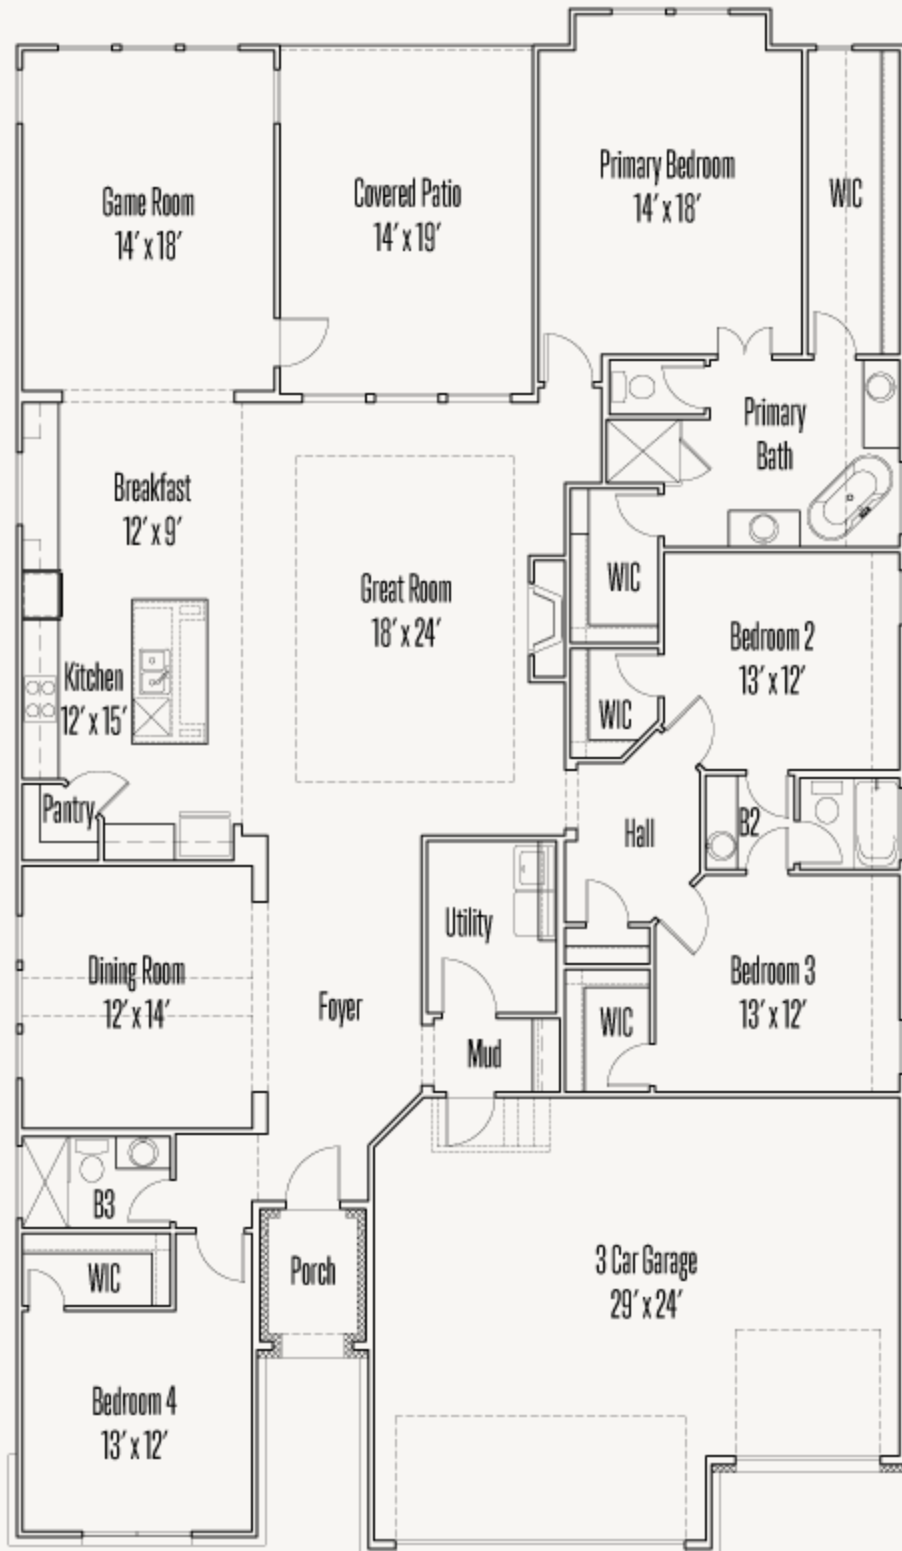 Game Room
14' x 18'
Covered Patio
14' x 19'
Primary Bedroom
14' x 18'
WIC
Primary
Bath
Breakfast
12' x 9'
Great Room
18' x 24'
WIC
Bedroom 2
13' x 12'
Kitchen
12' x 15'
WIC
Pantry
Hall
B2
Utility
Dining Room
12' x 14'
Foyer
Bedroom 3
13' x 12'
WIC
Mud
B3
WIC
Porch
3 Car Garage
29' x 24'
Bedroom 4
13' x 12'